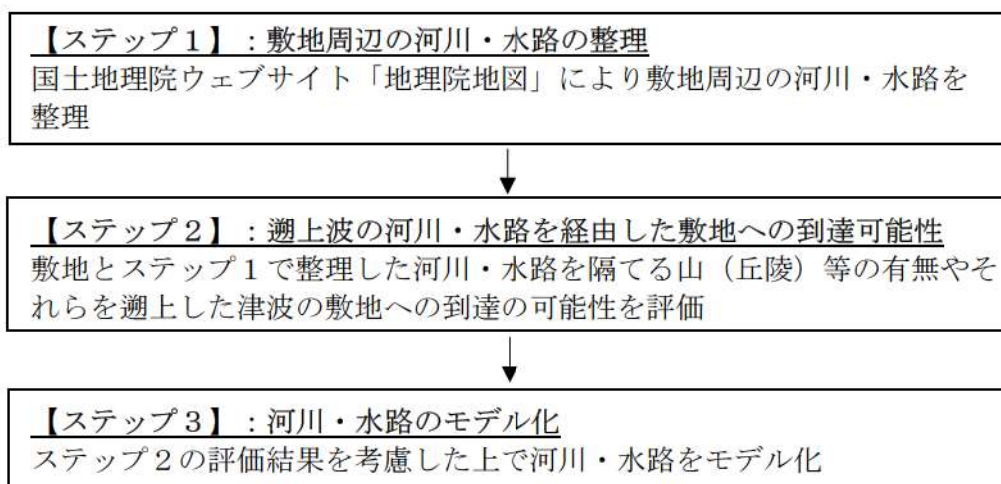 【ステップ１】：敷地周辺の河川・水路の整理
国土地理院ウェブサイト「地理院地図」により敷地周辺の河川・水路を
整理
【ステップ２】：遡上波の河川・水路を経由した敷地への到達可能性
敷地とステップ１で整理した河川・水路を隔てる山（丘陵）等の有無やそ
れらを遡上した津波の敷地への到達の可能性を評価
【ステップ３】：河川・水路のモデル化
ステップ２の評価結果を考慮した上で河川・水路をモデル化